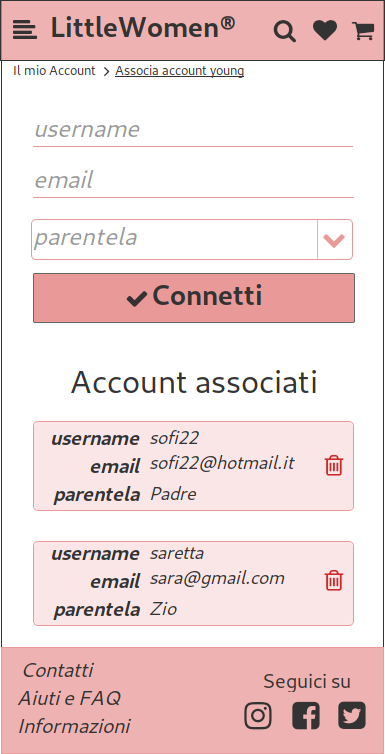 LittleWomen®
Il mio Account > Associa account young
username
email
parentela
Connetti
Account associati
username sofi22
email sofi22@hotmail.it
parentela Padre
username saretta
email sara@gmail.com
parentela Zio
Contatti
Aiuti e FAQ
Informazioni
Seguici su